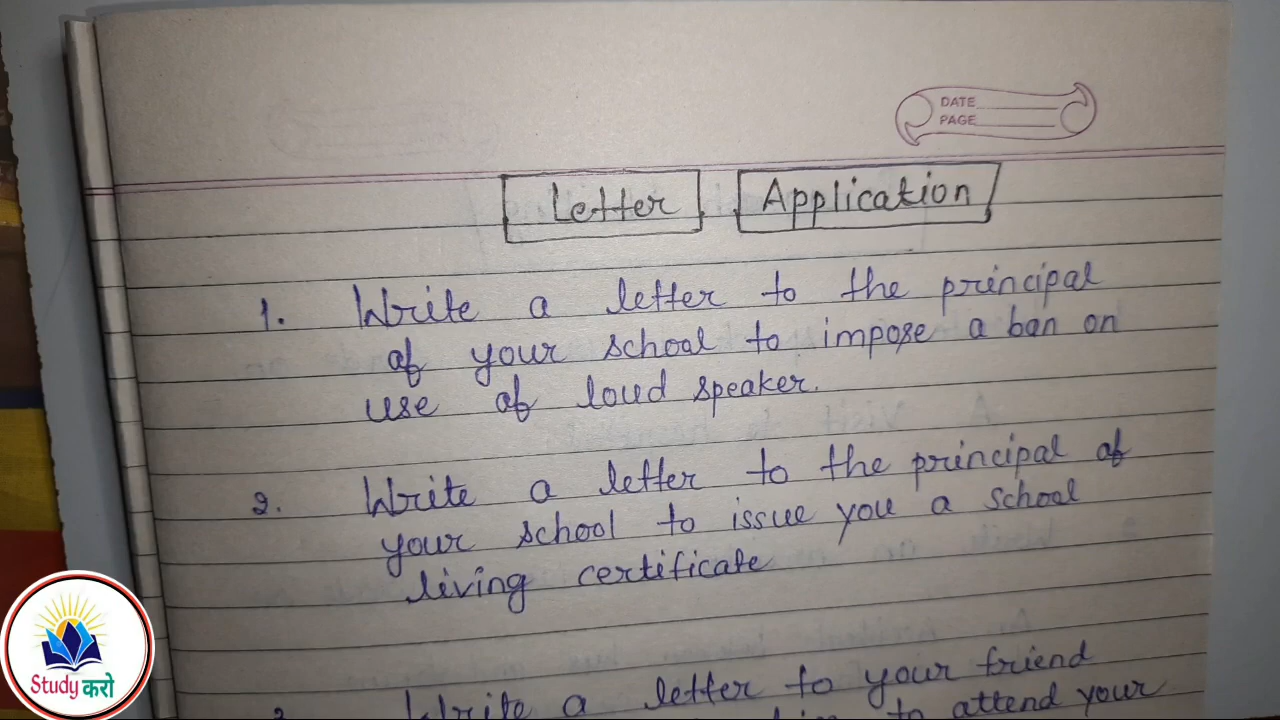 DATE
PAGE
Letter Application
1. Write a letter to the principal
of your school to impose a ban on
use of loud speaker.
2. Write a letter to the principal of
your school to issue you a school
living certificate
Write a letter to your friend
to attend your
Study करो